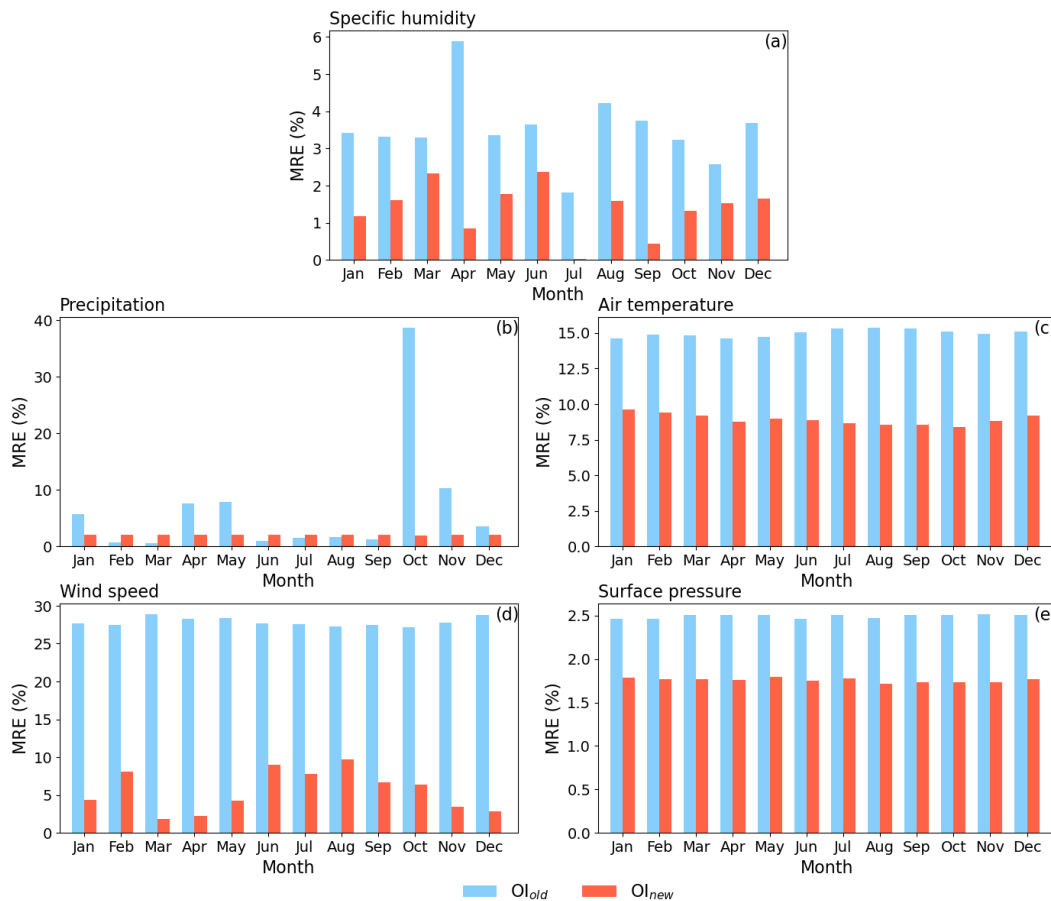 Specific humidity
(a)
MRE (%)
6
5
4
3
2
1
0
Jan Feb Mar Apr May Jun Jul Aug Sep Oct Nov Dec
Month
Precipitation
(b)
MRE (%)
40
30
20
10
0
Jan Feb Mar Apr May Jun Jul Aug Sep Oct Nov Dec
Month
Air temperature
(c
MRE (%)
15.0
12.5
10.0
7.5
5.0
2.5
0.0
Jan Feb Mar Apr May Jun Jul Aug Sep Oct Nov Dec
Month
Wind speed
(d)
MRE (%)
30
25
20
15
10
5
0
Jan Feb Mar Apr May Jun Jul Aug Sep Oct Nov Dec
Month
Surface pressure
(e
MRE (%)
2.5
2.0
1.5
1.0
0.5
0.0
Jan Feb Mar Apr May Jun Jul Aug Sep Oct Nov Dec
Month
OIold OInew